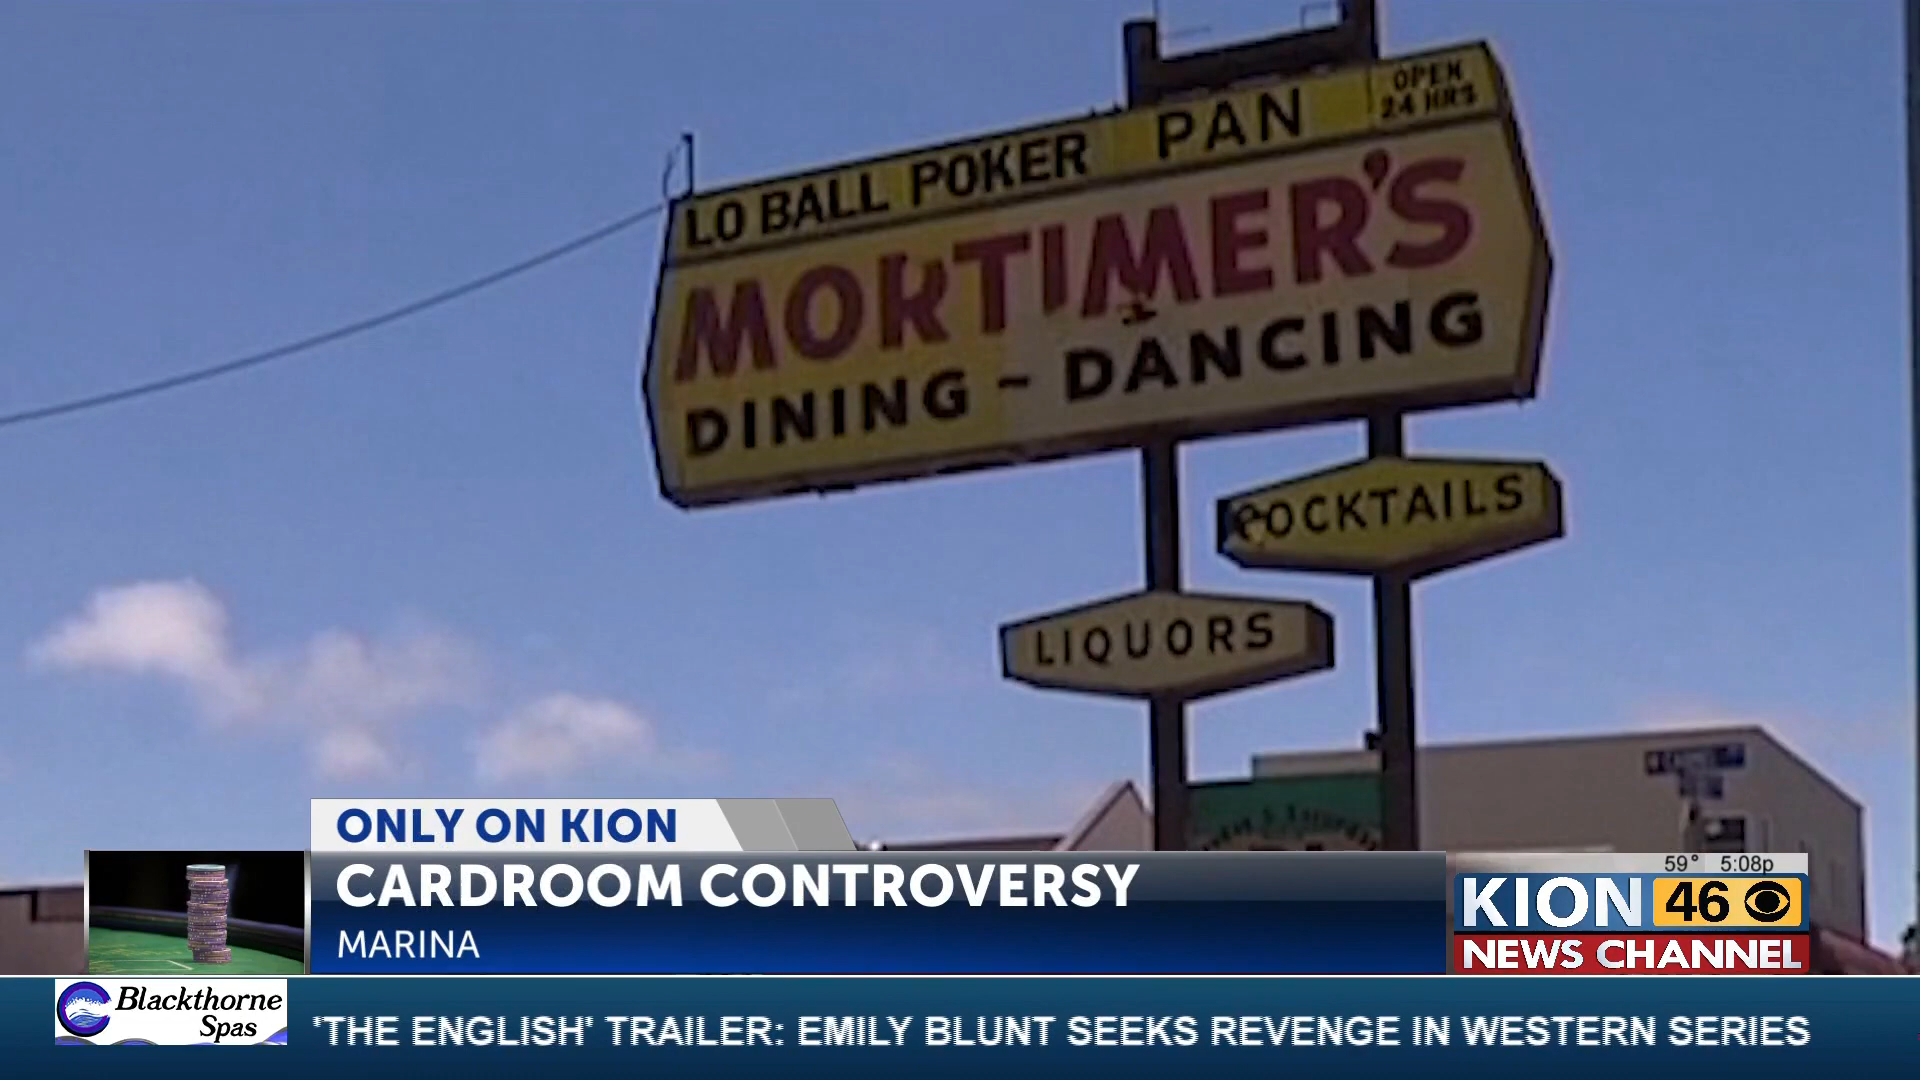 OPEN
24 HRS
LO BALL POKER PAN
MORTIMER'S
DINING ~ DANCING
COCKTAILS
LIQUORS
ONLY ON KION
CARDROOM CONTROVERSY
MARINA
59° 5:08p
KION 46
NEWS CHANNEL
Blackthorne
Spas
'THE ENGLISH' TRAILER: EMILY BLUNT SEEKS REVENGE IN WESTERN SERIES